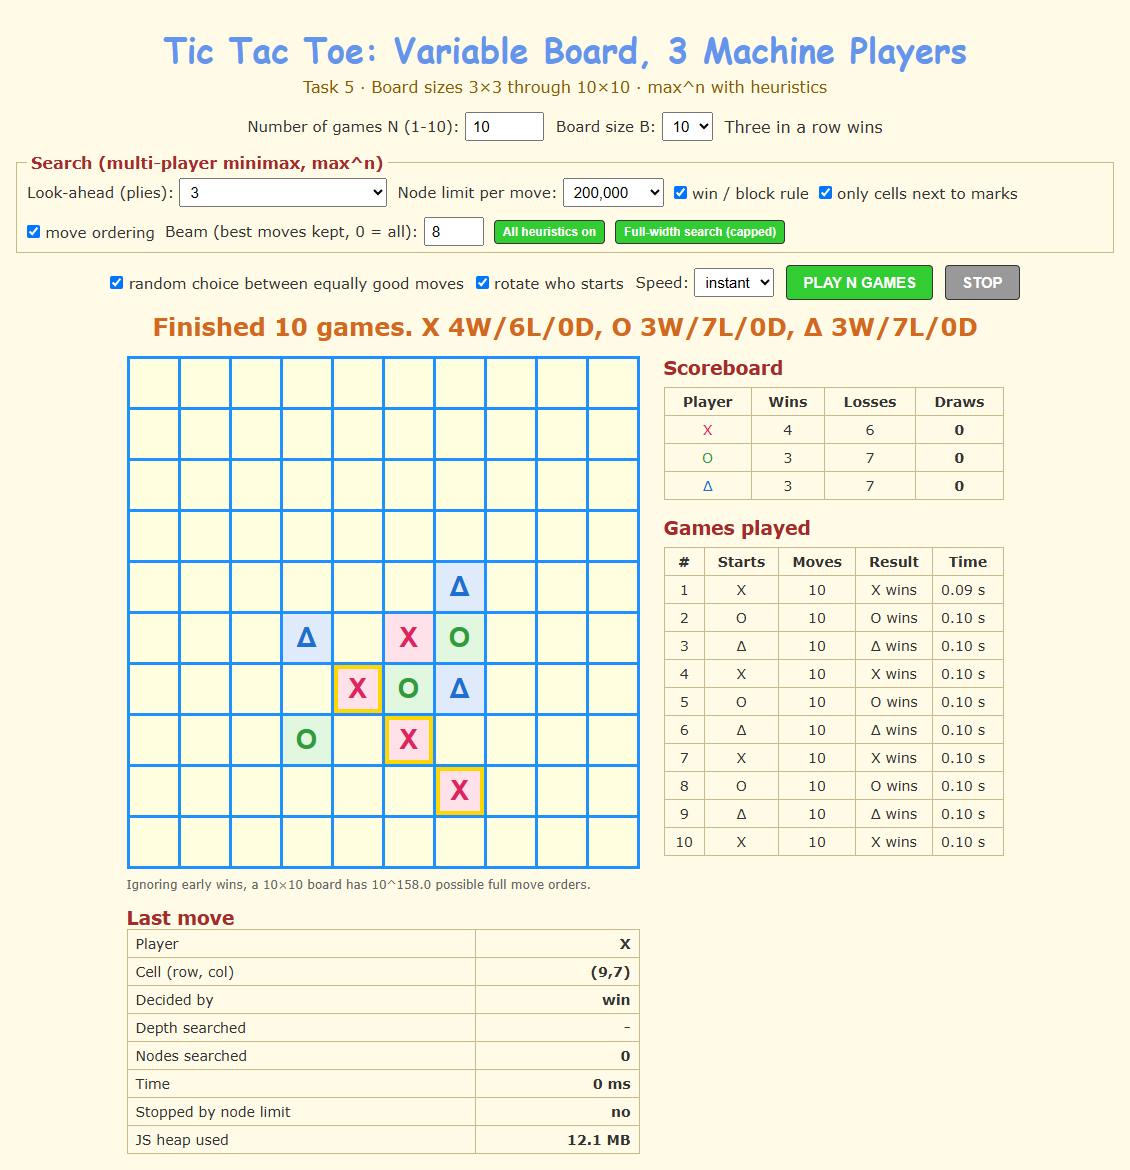 Tic Tac Toe: Variable Board, 3 Machine Players
Task 5 · Board sizes 3×3 through 10×10 · max^n with heuristics
Number of games N (1-10): 10 Board size B: 10 Three in a row wins
Search (multi-player minimax, max^n)
Look-ahead (plies): 3 Node limit per move: 200,000 win / block rule only cells next to marks
move ordering Beam (best moves kept, 0 = all): 8 All heuristics on Full-width search (capped)
random choice between equally good moves rotate who starts Speed: instant PLAY N GAMES STOP
Finished 10 games. X 4W/6L/0D, O 3W/7L/0D, Δ 3W/7L/0D
Δ
Δ X O
X O Δ
O X
X
Ignoring early wins, a 10×10 board has 10^158.0 possible full move orders.
Last move
Player X
Cell (row, col) (9,7)
Decided by win
Depth searched -
Nodes searched 0
Time 0 ms
Stopped by node limit no
JS heap used 12.1 MB
Scoreboard
Player Wins Losses Draws
X 4 6 0
O 3 7 0
Δ 3 7 0
Games played
# Starts Moves Result Time
1 X 10 X wins 0.09 s
2 O 10 O wins 0.10 s
3 Δ 10 Δ wins 0.10 s
4 X 10 X wins 0.10 s
5 O 10 O wins 0.10 s
6 Δ 10 Δ wins 0.10 s
7 X 10 X wins 0.10 s
8 O 10 O wins 0.10 s
9 Δ 10 Δ wins 0.10 s
10 X 10 X wins 0.10 s